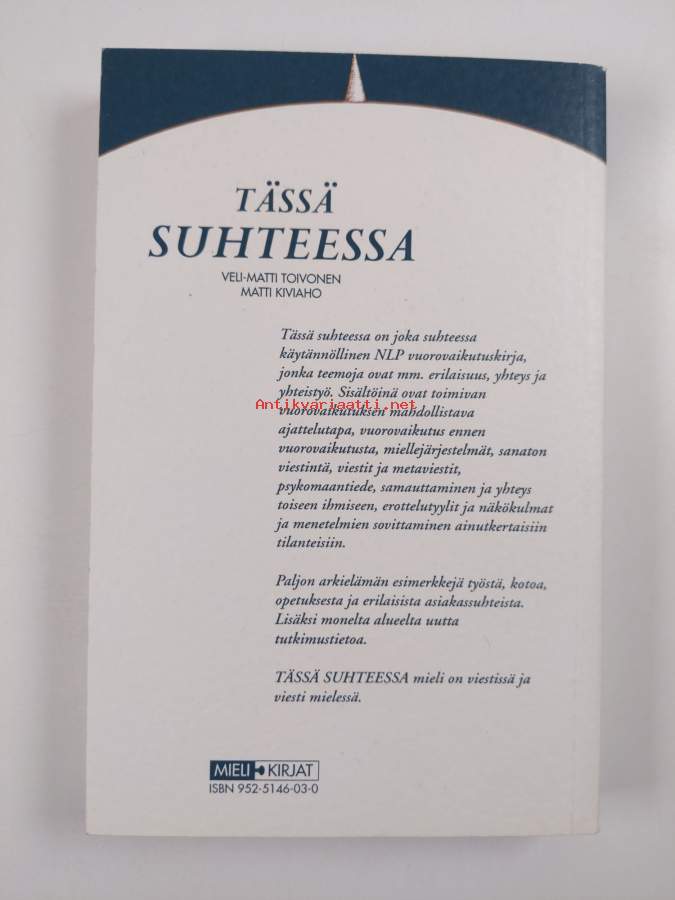 TÄSSÄ
SUHTEESSA
VELI-MATTI TOIVONEN
MATTI KIVIAHO
Tässä suhteessa on joka suhteessa
käytännöllinen NLP vuorovaikutuskirja,
jonka teemoja ovat mm. erilaisuus, yhteys ja
yhteistyö. Sisältöinä ovat toimivan
Antikvariaatti.net
vuorovaikutuksen mahdollistava
ajattelutapa, vuorovaikutus ennen
vuorovaikutusta, miellejärjestelmät, sanaton
viestintä, viestit ja metaviestit,
psykomaantiede, samauttaminen ja yhteys
toiseen ihmiseen, erottelutyylit ja näkökulmat
ja menetelmien sovittaminen ainutkertaisiin
tilanteisiin.
Paljon arkielämän esimerkkejä työstä, kotoa,
opetuksesta ja erilaisista asiakassuhteista.
Lisäksi monelta alueelta uutta
tutkimustietoa.
TÄSSÄ SUHTEESSA mieli on viestissä ja
viesti mielessä.
MIELI KIRJAT
ISBN 952-5146-03-0